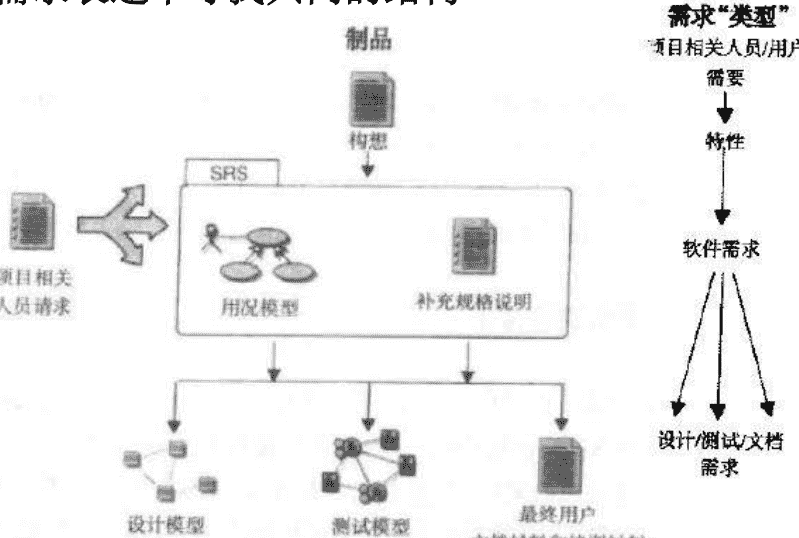 制品
构想
SRS
项目相关
人员请求
用况模型
补充规格说明
设计模型
测试模型
最终用户
需求“类型”
项目相关人员/用户
需要
特性
软件需求
设计/测试/文档
需求